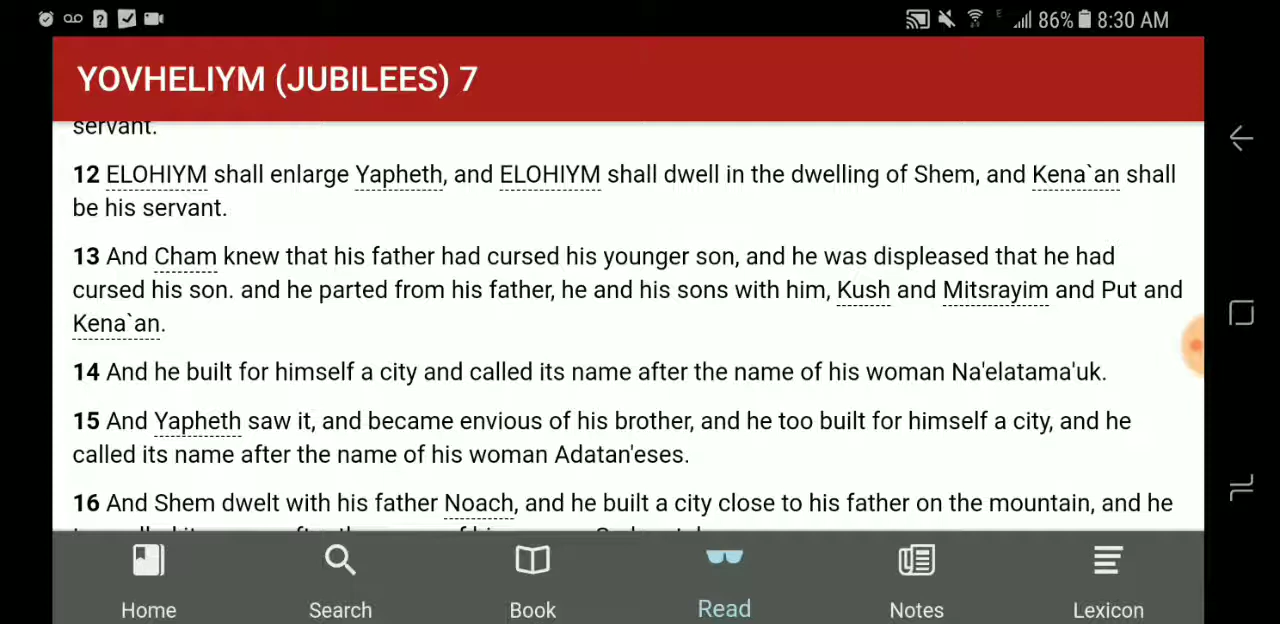 86% 8:30 AM
YOVHELIYM (JUBILEES) 7
servant.
12 ELOHIYM shall enlarge Yapheth, and ELOHIYM shall dwell in the dwelling of Shem, and Kena`an shall
be his servant.
13 And Cham knew that his father had cursed his younger son, and he was displeased that he had
cursed his son. and he parted from his father, he and his sons with him, Kush and Mitsrayim and Put and
Kena`an.
14 And he built for himself a city and called its name after the name of his woman Na'elatama'uk.
15 And Yapheth saw it, and became envious of his brother, and he too built for himself a city, and he
called its name after the name of his woman Adatan'eses.
16 And Shem dwelt with his father Noach, and he built a city close to his father on the mountain, and he
Home Search Book Read Notes Lexicon